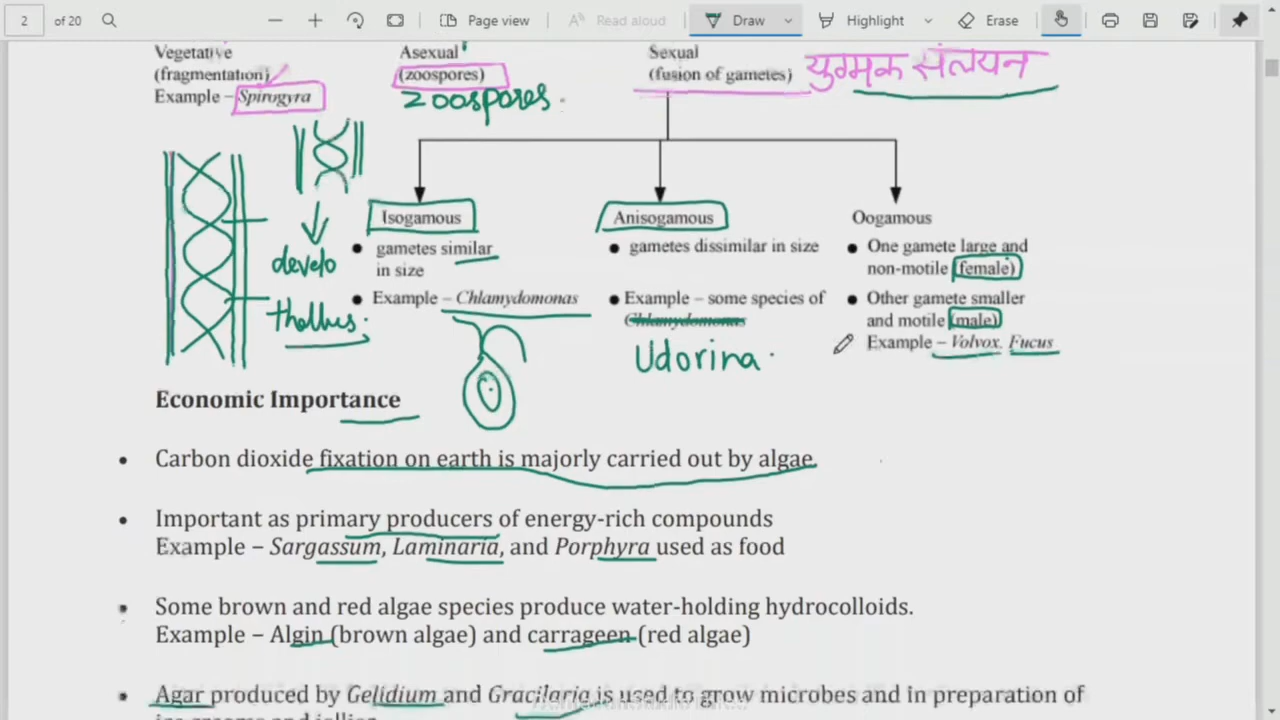 2 of 20 Page view Read aloud Draw Highlight Erase
Vegetative Asexual Sexual
(fragmentation) (zoospores) (fusion of gametes) युग्मक संलयन
Example – Spirogyra zoospores.
Isogamous Anisogamous Oogamous
● gametes similar ● gametes dissimilar in size ● One gamete large and
develo in size non-motile (female)
● Example – Chlamydomonas ● Example – some species of ● Other gamete smaller
thallus. Chlamydomonas and motile (male)
Udorina. Example – Volvox, Fucus
Economic Importance
• Carbon dioxide fixation on earth is majorly carried out by algae
• Important as primary producers of energy-rich compounds
Example – Sargassum, Laminaria, and Porphyra used as food
• Some brown and red algae species produce water-holding hydrocolloids.
Example – Algin (brown algae) and carrageen (red algae)
• Agar produced by Gelidium and Gracilaria is used to grow microbes and in preparation of